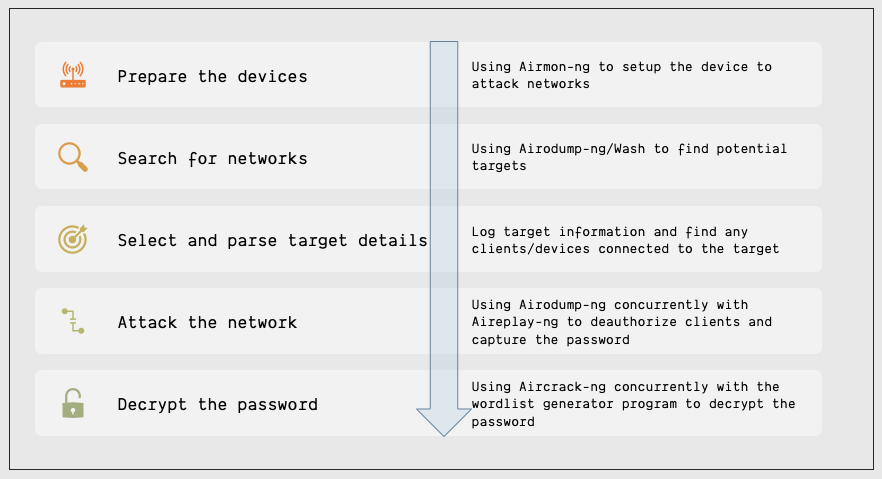 Prepare the devices
Using Airmon-ng to setup the device to
attack networks
Search for networks
Using Airodump-ng/Wash to find potential
targets
Select and parse target details
Log target information and find any
clients/devices connected to the target
Attack the network
Using Airodump-ng concurrently with
Aireplay-ng to deauthorize clients and
capture the password
Decrypt the password
Using Aircrack-ng concurrently with the
wordlist generator program to decrypt the
password